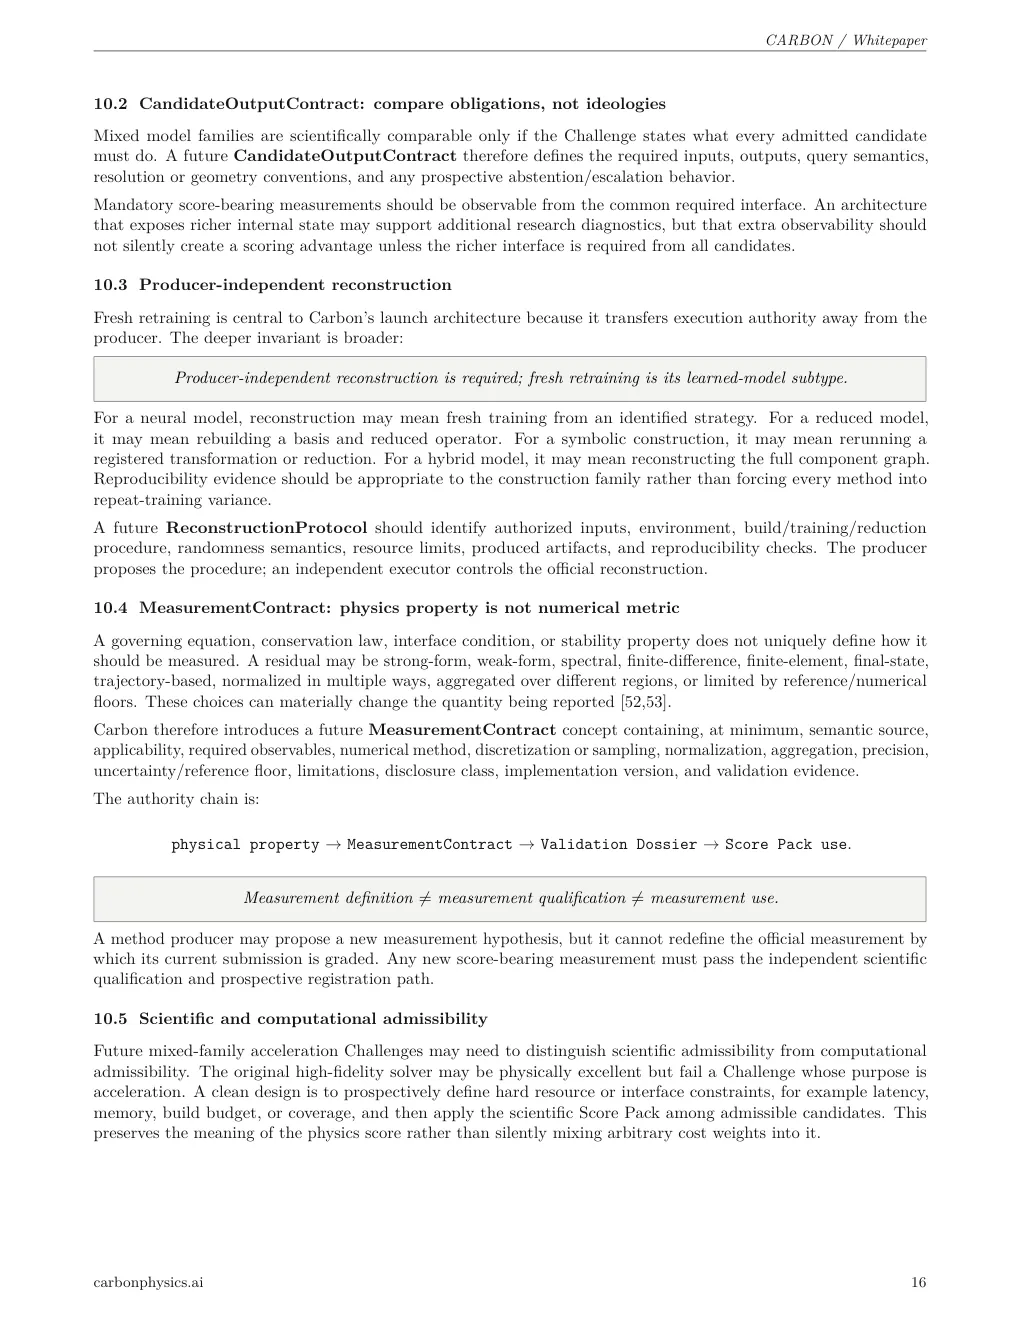 CARBON / Whitepaper
10.2 CandidateOutputContract: compare obligations, not ideologies
Mixed model families are scientifically comparable only if the Challenge states what every admitted candidate
must do. A future CandidateOutputContract therefore defines the required inputs, outputs, query semantics,
resolution or geometry conventions, and any prospective abstention/escalation behavior.
Mandatory score-bearing measurements should be observable from the common required interface. An architecture
that exposes richer internal state may support additional research diagnostics, but that extra observability should
not silently create a scoring advantage unless the richer interface is required from all candidates.
10.3 Producer-independent reconstruction
Fresh retraining is central to Carbon's launch architecture because it transfers execution authority away from the
producer. The deeper invariant is broader:
Producer-independent reconstruction is required; fresh retraining is its learned-model subtype.
For a neural model, reconstruction may mean fresh training from an identified strategy. For a reduced model,
it may mean rebuilding a basis and reduced operator. For a symbolic construction, it may mean rerunning a
registered transformation or reduction. For a hybrid model, it may mean reconstructing the full component graph.
Reproducibility evidence should be appropriate to the construction family rather than forcing every method into
repeat-training variance.
A future ReconstructionProtocol should identify authorized inputs, environment, build/training/reduction
procedure, randomness semantics, resource limits, produced artifacts, and reproducibility checks. The producer
proposes the procedure; an independent executor controls the official reconstruction.
10.4 MeasurementContract: physics property is not numerical metric
A governing equation, conservation law, interface condition, or stability property does not uniquely define how it
should be measured. A residual may be strong-form, weak-form, spectral, finite-difference, finite-element, final-state,
trajectory-based, normalized in multiple ways, aggregated over different regions, or limited by reference/numerical
floors. These choices can materially change the quantity being reported [52,53].
Carbon therefore introduces a future MeasurementContract concept containing, at minimum, semantic source,
applicability, required observables, numerical method, discretization or sampling, normalization, aggregation, precision,
uncertainty/reference floor, limitations, disclosure class, implementation version, and validation evidence.
The authority chain is:
physical property → MeasurementContract → Validation Dossier → Score Pack use.
Measurement definition ≠ measurement qualification ≠ measurement use.
A method producer may propose a new measurement hypothesis, but it cannot redefine the official measurement by
which its current submission is graded. Any new score-bearing measurement must pass the independent scientific
qualification and prospective registration path.
10.5 Scientific and computational admissibility
Future mixed-family acceleration Challenges may need to distinguish scientific admissibility from computational
admissibility. The original high-fidelity solver may be physically excellent but fail a Challenge whose purpose is
acceleration. A clean design is to prospectively define hard resource or interface constraints, for example latency,
memory, build budget, or coverage, and then apply the scientific Score Pack among admissible candidates. This
preserves the meaning of the physics score rather than silently mixing arbitrary cost weights into it.
carbonphysics.ai
16